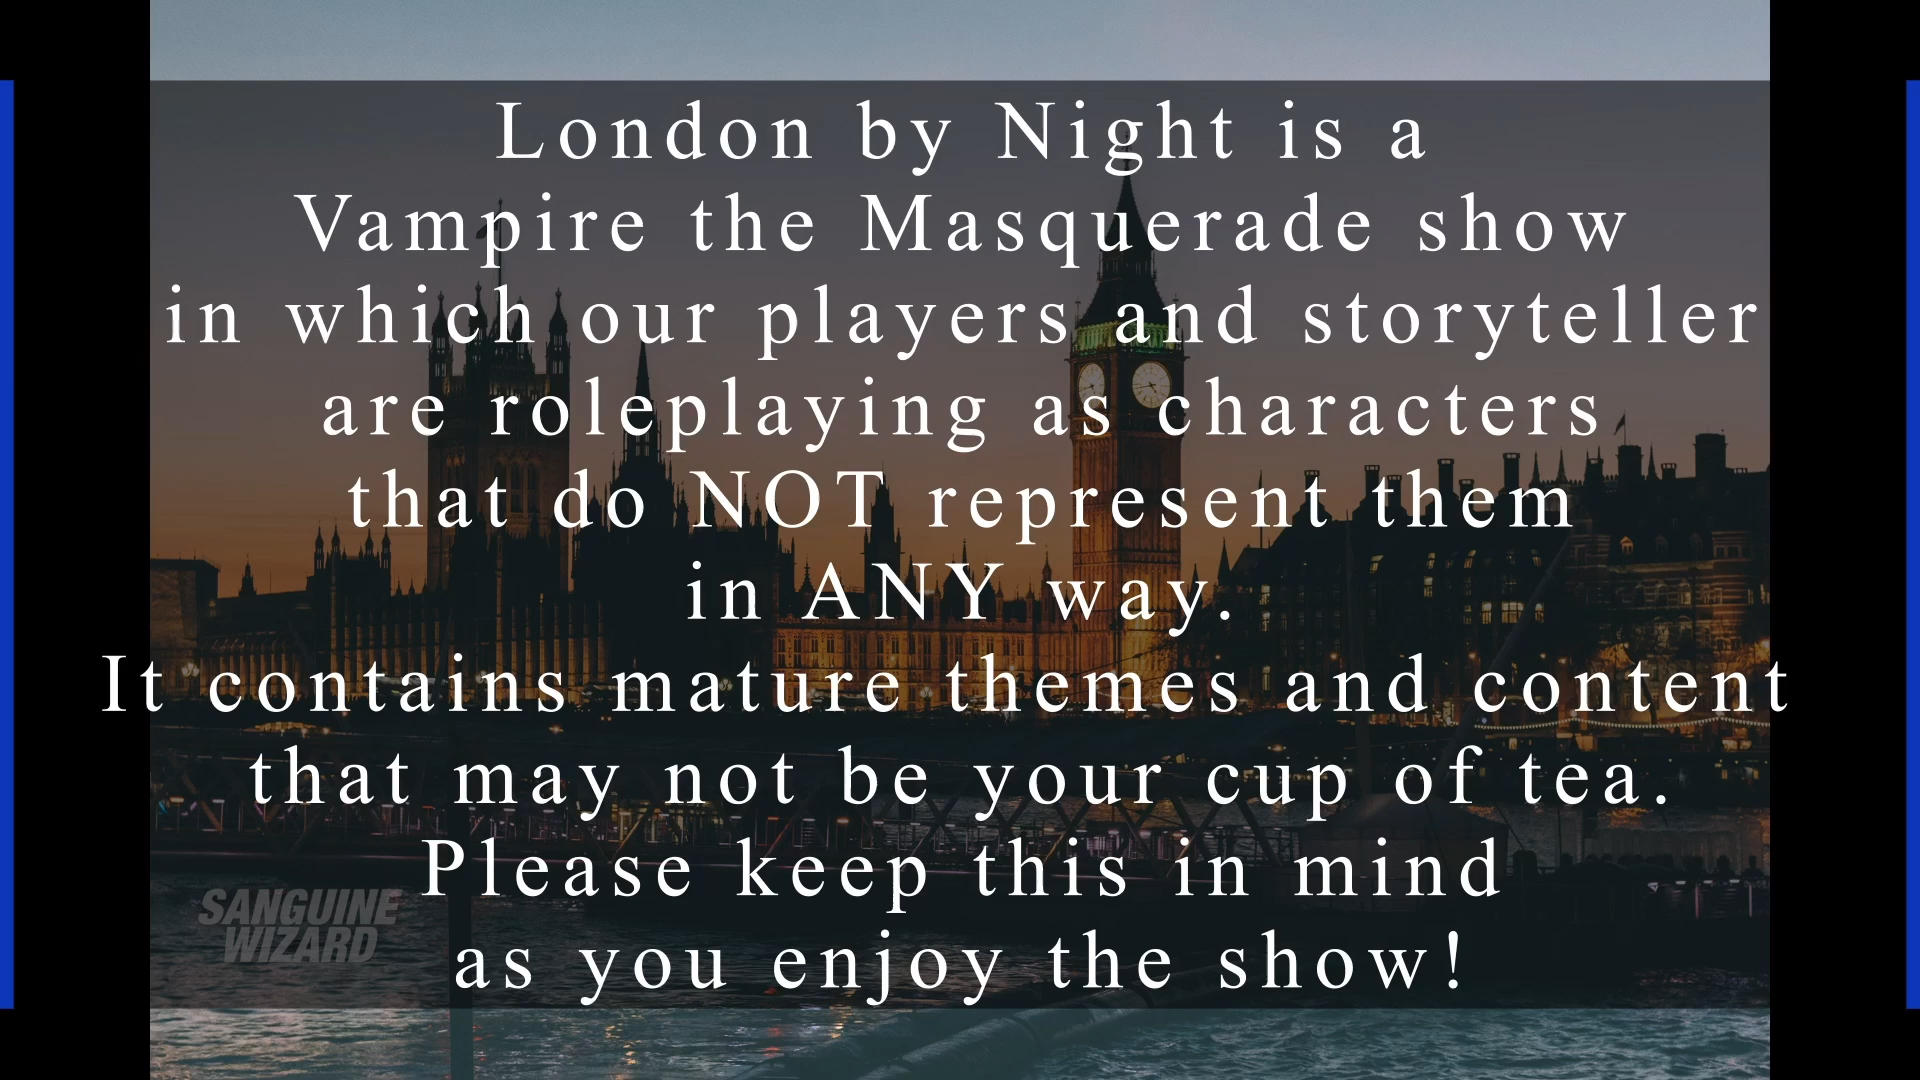 London by Night is a
Vampire the Masquerade show
in which our players and storyteller
are roleplaying as characters
that do NOT represent them
in ANY way.
It contains mature themes and content
that may not be your cup of tea.
Please keep this in mind
as you enjoy the show!
SANGUINE
WIZARD